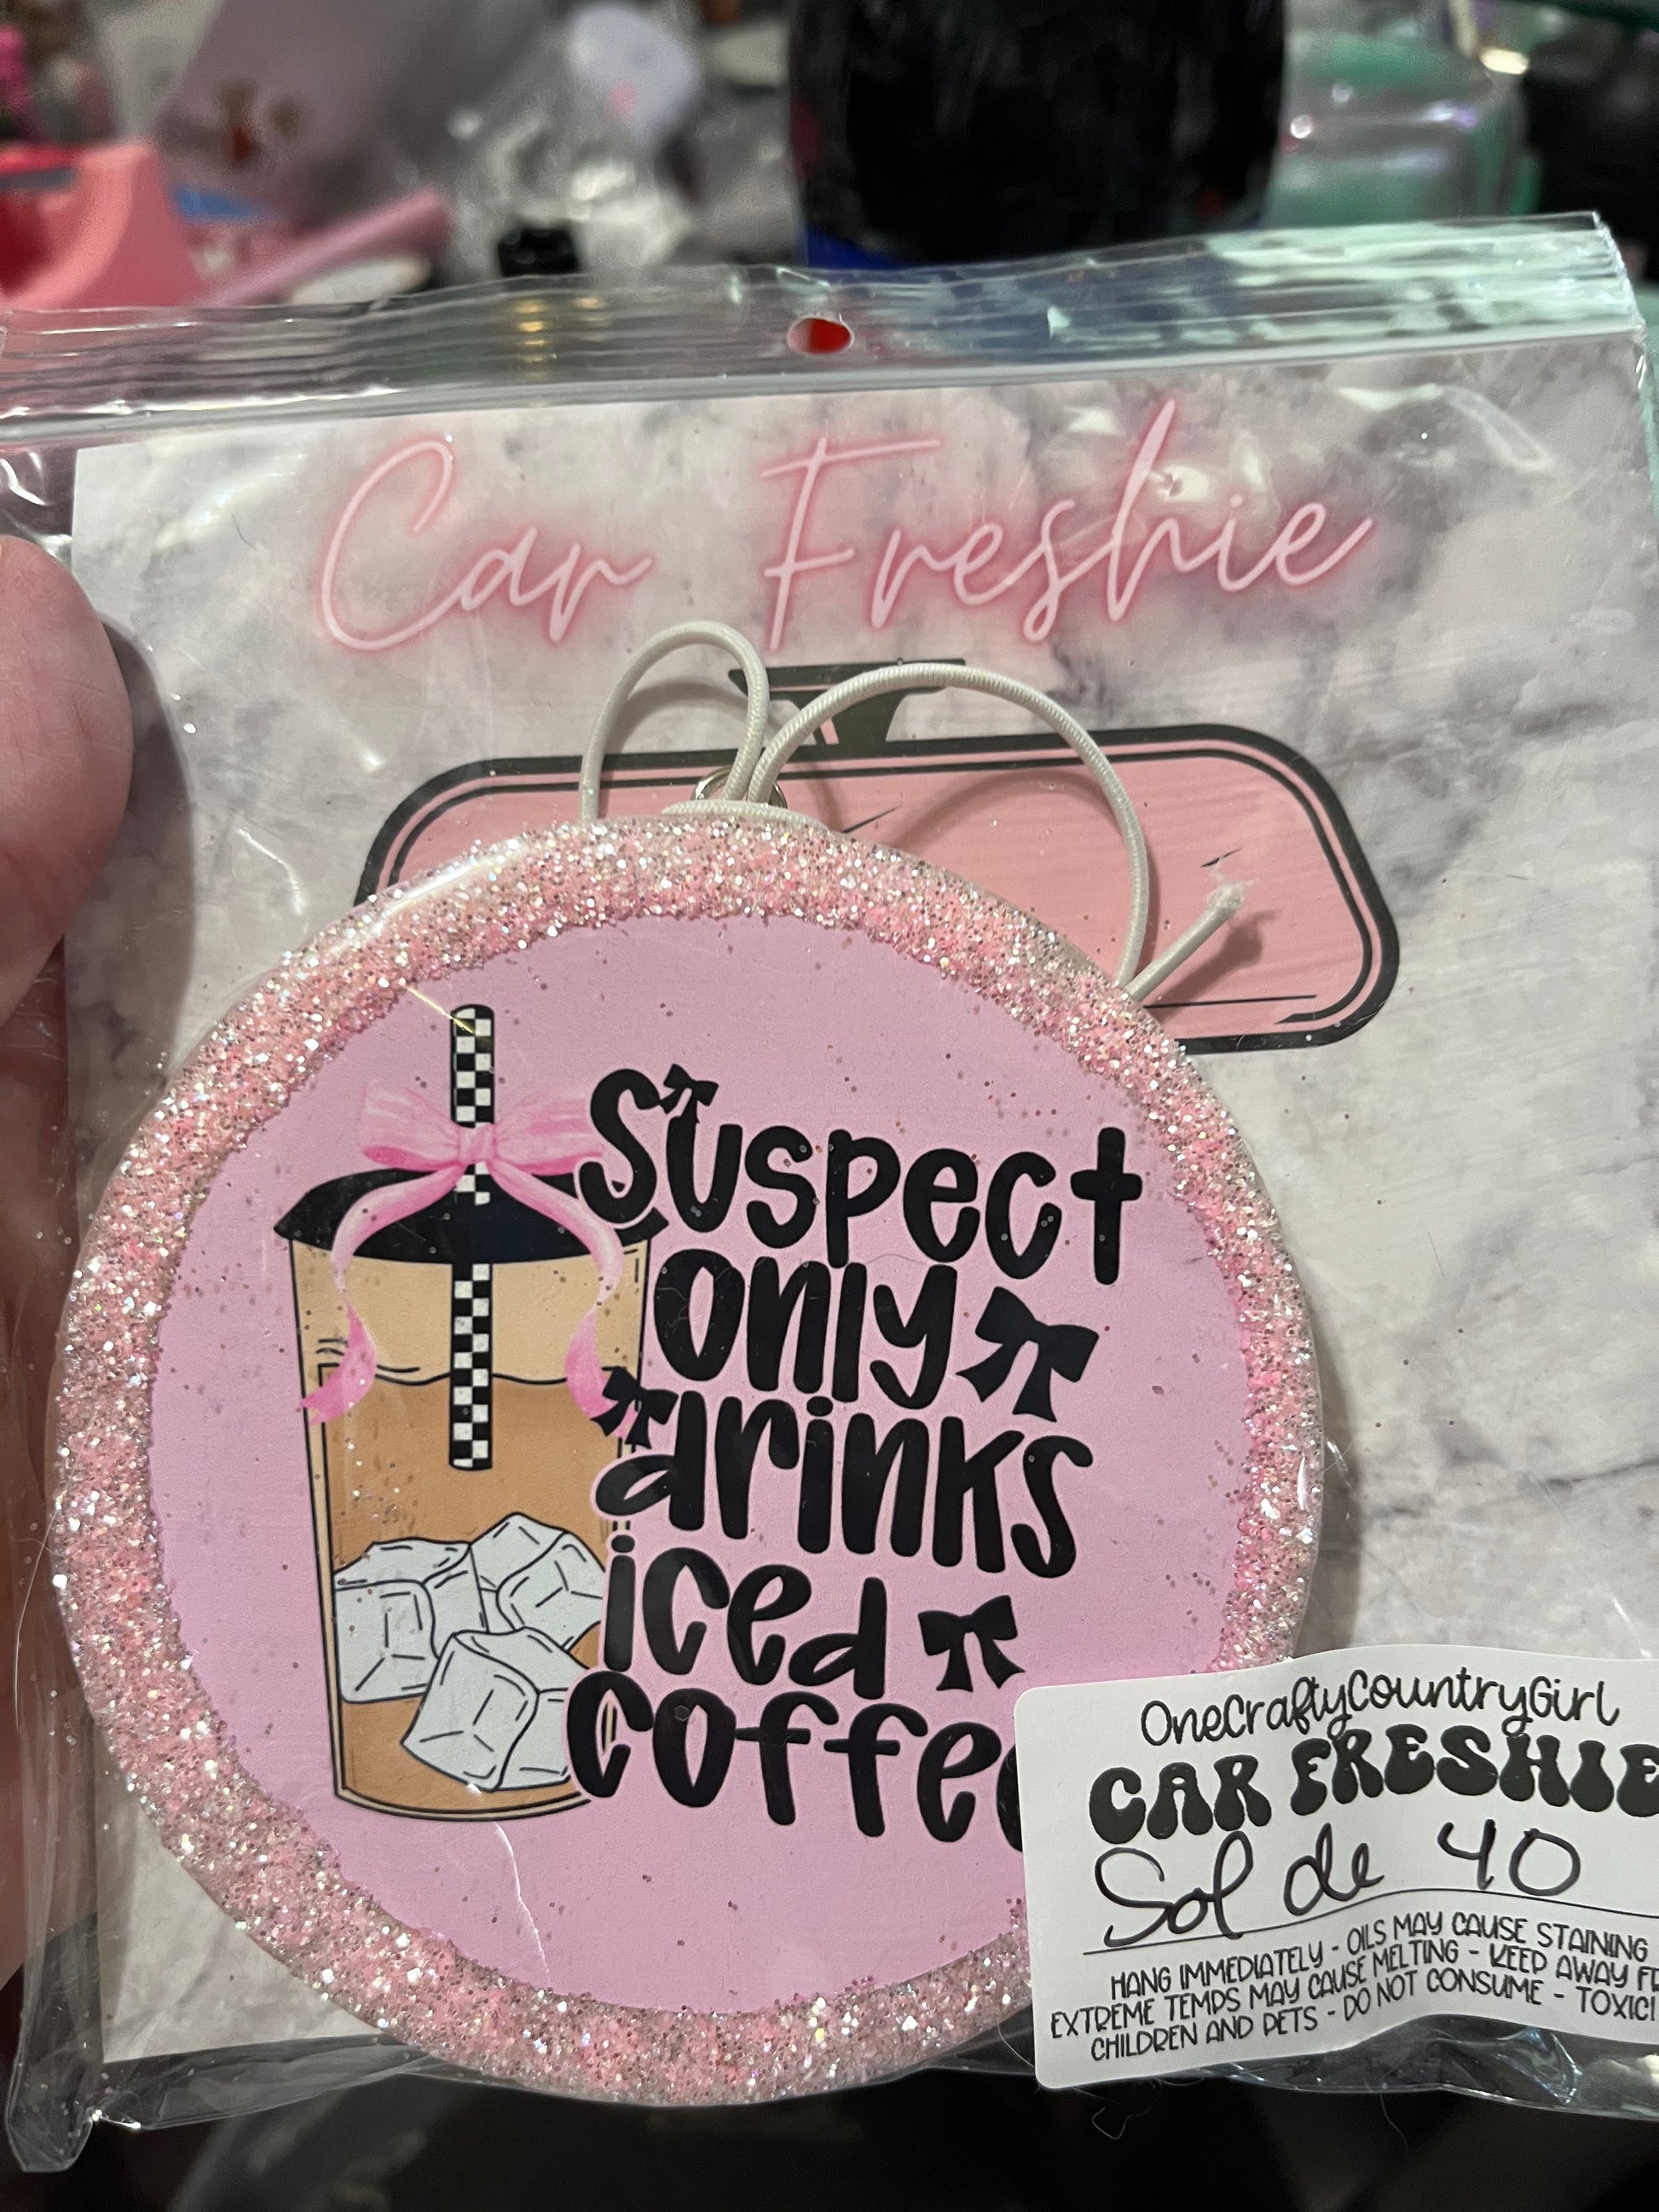 Car Freshie
Suspect
only
drinks
iced
coffee
OneCraftyCountryGirl
CAR FRESHIE
Sol de 40
HANG IMMEDIATELY - OILS MAY CAUSE STAINING
EXTREME TEMPS MAY CAUSE MELTING - KEEP AWAY
CHILDREN AND PETS - DO NOT CONSUME - TOXIC